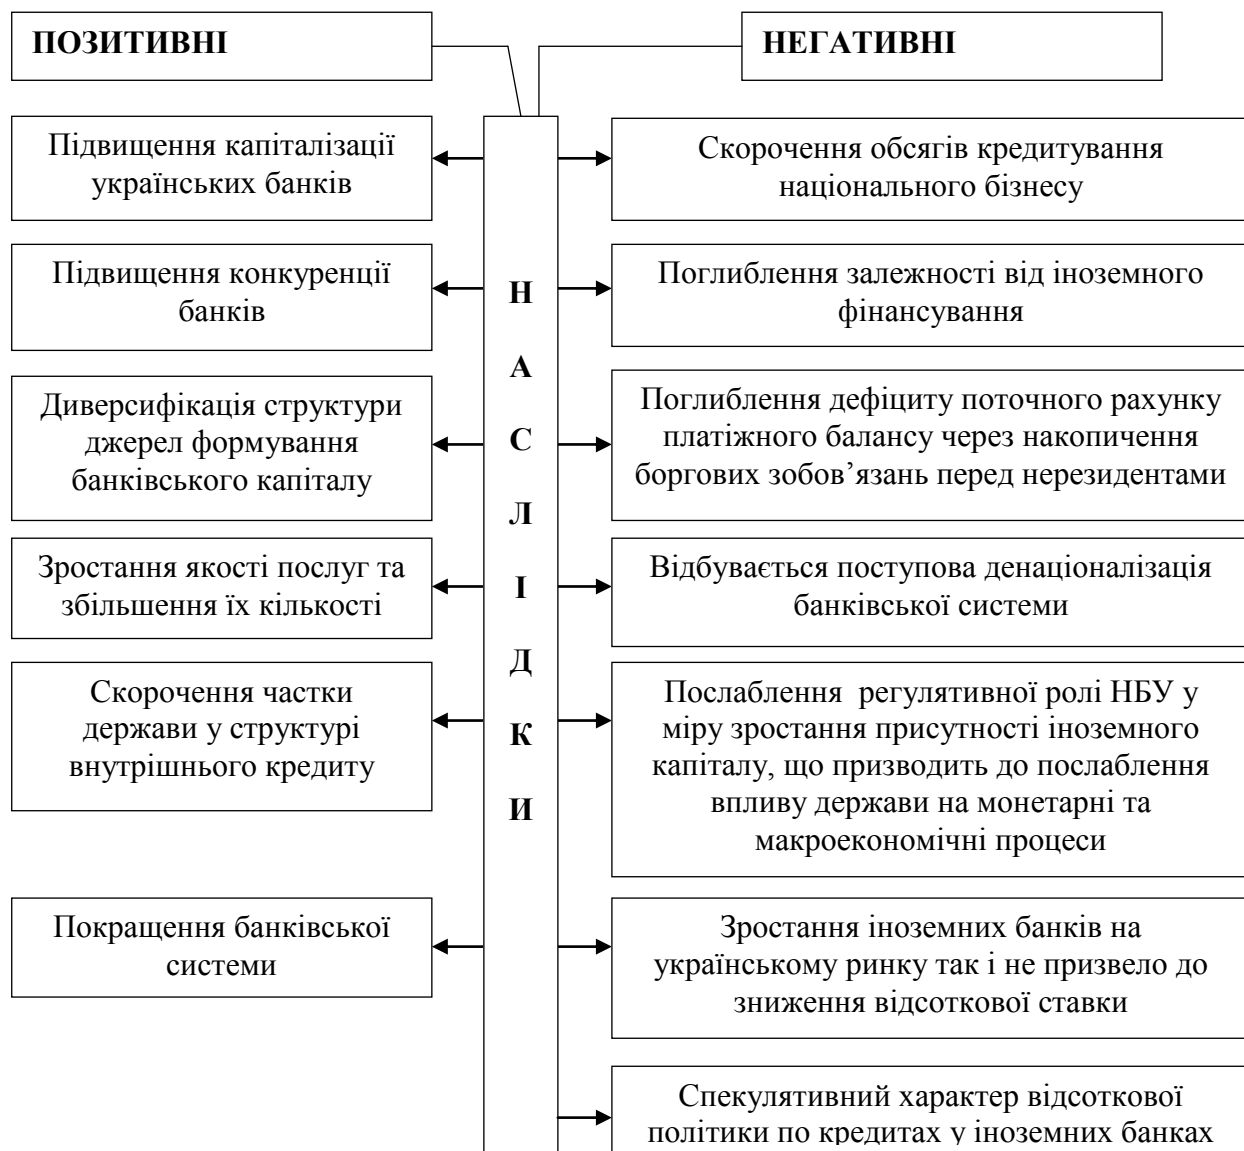 ПОЗИТИВНІ
НЕГАТИВНІ
Підвищення капіталізації
українських банків
Скорочення обсягів кредитування
національного бізнесу
Підвищення конкуренції
банків
Поглиблення залежності від іноземного
фінансування
Диверсифікація структури
джерел формування
банківського капіталу
Поглиблення дефіциту поточного рахунку
платіжного балансу через накопичення
боргових зобов’язань перед нерезидентами
Зростання якості послуг та
збільшення їх кількості
Відбувається поступова денаціоналізація
банківської системи
Скорочення частки
держави у структурі
внутрішнього кредиту
Послаблення регулятивної ролі НБУ у
міру зростання присутності іноземного
капіталу, що призводить до послаблення
впливу держави на монетарні та
макроекономічні процеси
Покращення банківської
системи
Зростання іноземних банків на
українському ринку так і не призвело до
зниження відсоткової ставки
Спекулятивний характер відсоткової
політики по кредитах у іноземних банках
Н
А
С
Л
І
Д
К
И